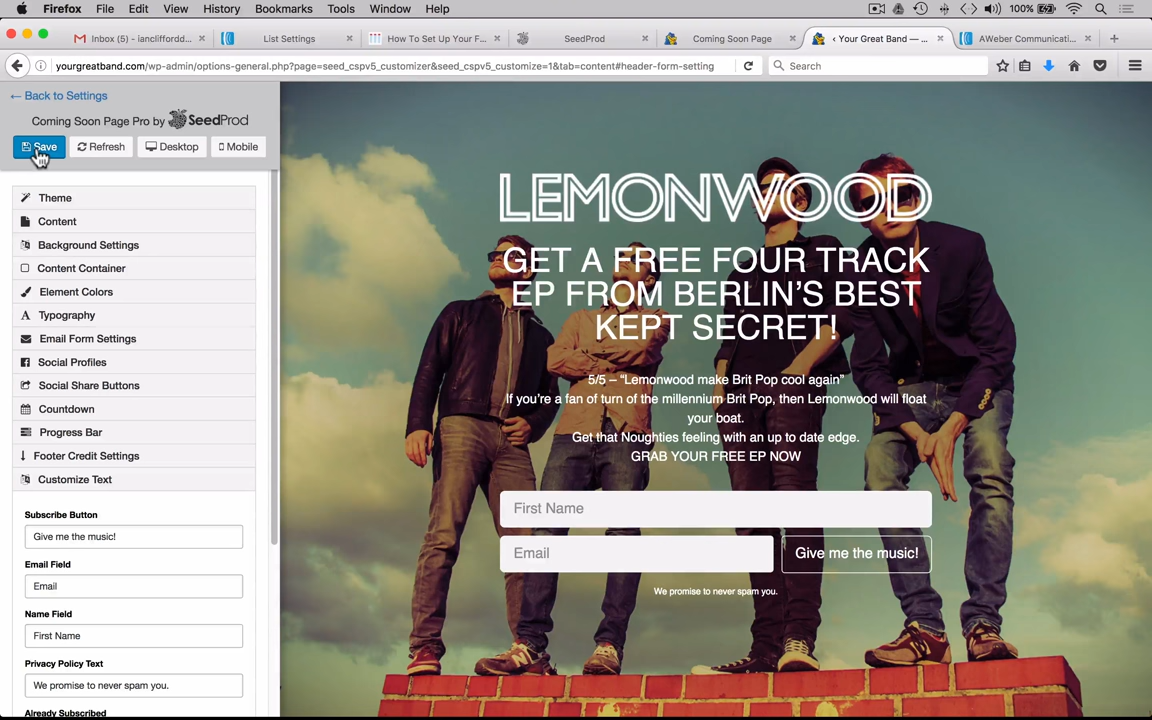 Firefox File Edit View History Bookmarks Tools Window Help 100%
Inbox (5) - ianclifforddd... List Settings How To Set Up Your F... SeedProd Coming Soon Page ‹ Your Great Band — ... AWeber Communicati...
yourgreatband.com/wp-admin/options-general.php?page=seed_cspv5_customizer&seed_cspv5_customize=1&tab=content#header-form-setting Search
← Back to Settings
Coming Soon Page Pro by SeedProd
Save Refresh Desktop Mobile
Theme
Content
Background Settings
Content Container
Element Colors
Typography
Email Form Settings
Social Profiles
Social Share Buttons
Countdown
Progress Bar
Footer Credit Settings
Customize Text
Subscribe Button
Give me the music!
Email Field
Email
Name Field
First Name
Privacy Policy Text
We promise to never spam you.
Already Subscribed
LEMONWOOD
GET A FREE FOUR TRACK
EP FROM BERLIN'S BEST
KEPT SECRET!
5/5 – “Lemonwood make Brit Pop cool again”
If you’re a fan of turn of the millennium Brit Pop, then Lemonwood will float
your boat.
Get that Noughties feeling with an up to date edge.
GRAB YOUR FREE EP NOW
First Name
Email Give me the music!
We promise to never spam you.